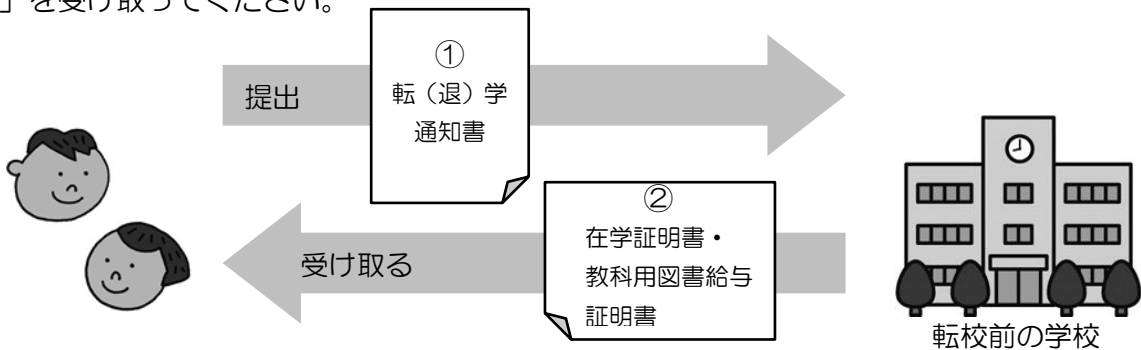 」を受け取ってください。
①
転（退）学
通知書
提出
②
在学証明書・
教科用図書給与
証明書
受け取る
転校前の学校